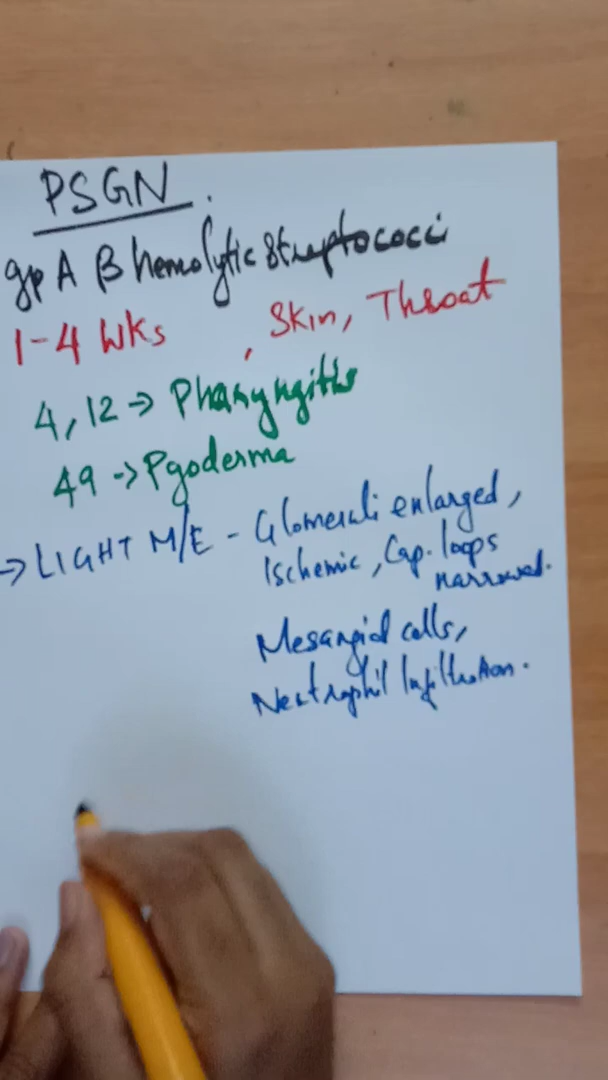 PSGN.
gp A β hemolytic Streptococci
1-4 wks , Skin, Throat
4, 12 → Pharyngitis
49 → Pyoderma
→ LIGHT M/E - Glomeruli enlarged,
Ischemic, Cap. loops
narrowed.
Mesangial cells,
Neutrophil Infiltration.